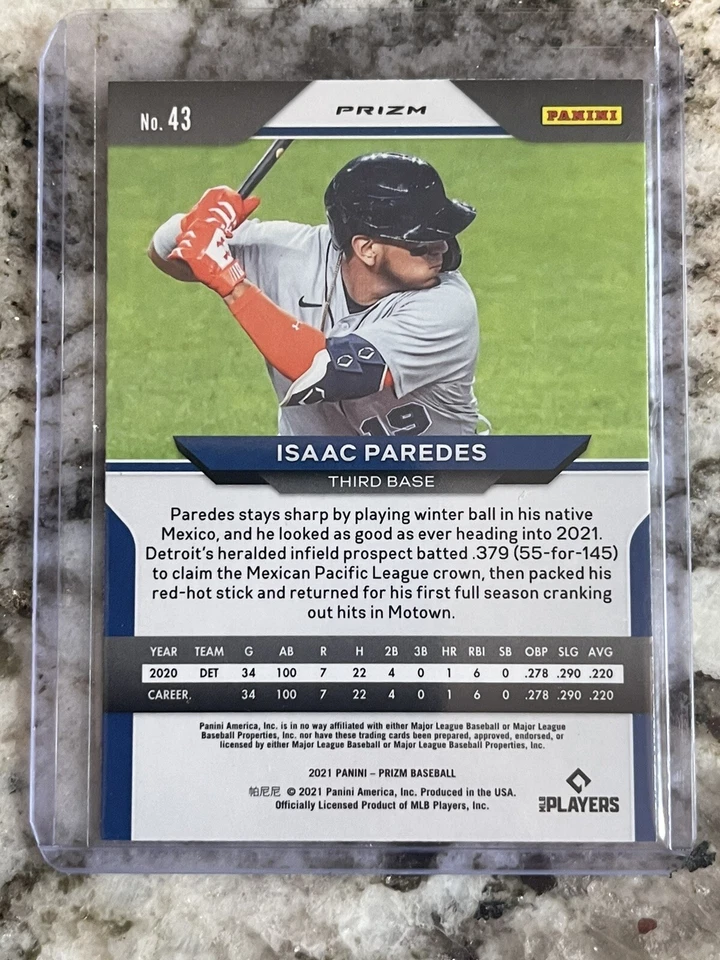 No. 43
PRIZM
PANINI
19
ISAAC PAREDES
THIRD BASE
Paredes stays sharp by playing winter ball in his native
Mexico, and he looked as good as ever heading into 2021.
Detroit's heralded infield prospect batted .379 (55-for-145)
to claim the Mexican Pacific League crown, then packed his
red-hot stick and returned for his first full season cranking
out hits in Motown.
YEAR TEAM G AB R H 2B 3B HR RBI SB OBP SLG AVG
2020 DET 34 100 7 22 4 0 1 6 0 .278 .290 .220
CAREER 34 100 7 22 4 0 1 6 0 .278 .290 .220
Panini America, Inc. is in no way affiliated with either Major League Baseball or Major League
Baseball Properties, Inc. nor have these trading cards been prepared, approved, endorsed, or
licensed by either Major League Baseball or Major League Baseball Properties, Inc.
2021 PANINI – PRIZM BASEBALL
帕尼尼 © 2021 Panini America, Inc. Produced in the USA.
Officially Licensed Product of MLB Players, Inc.
MLB PLAYERS